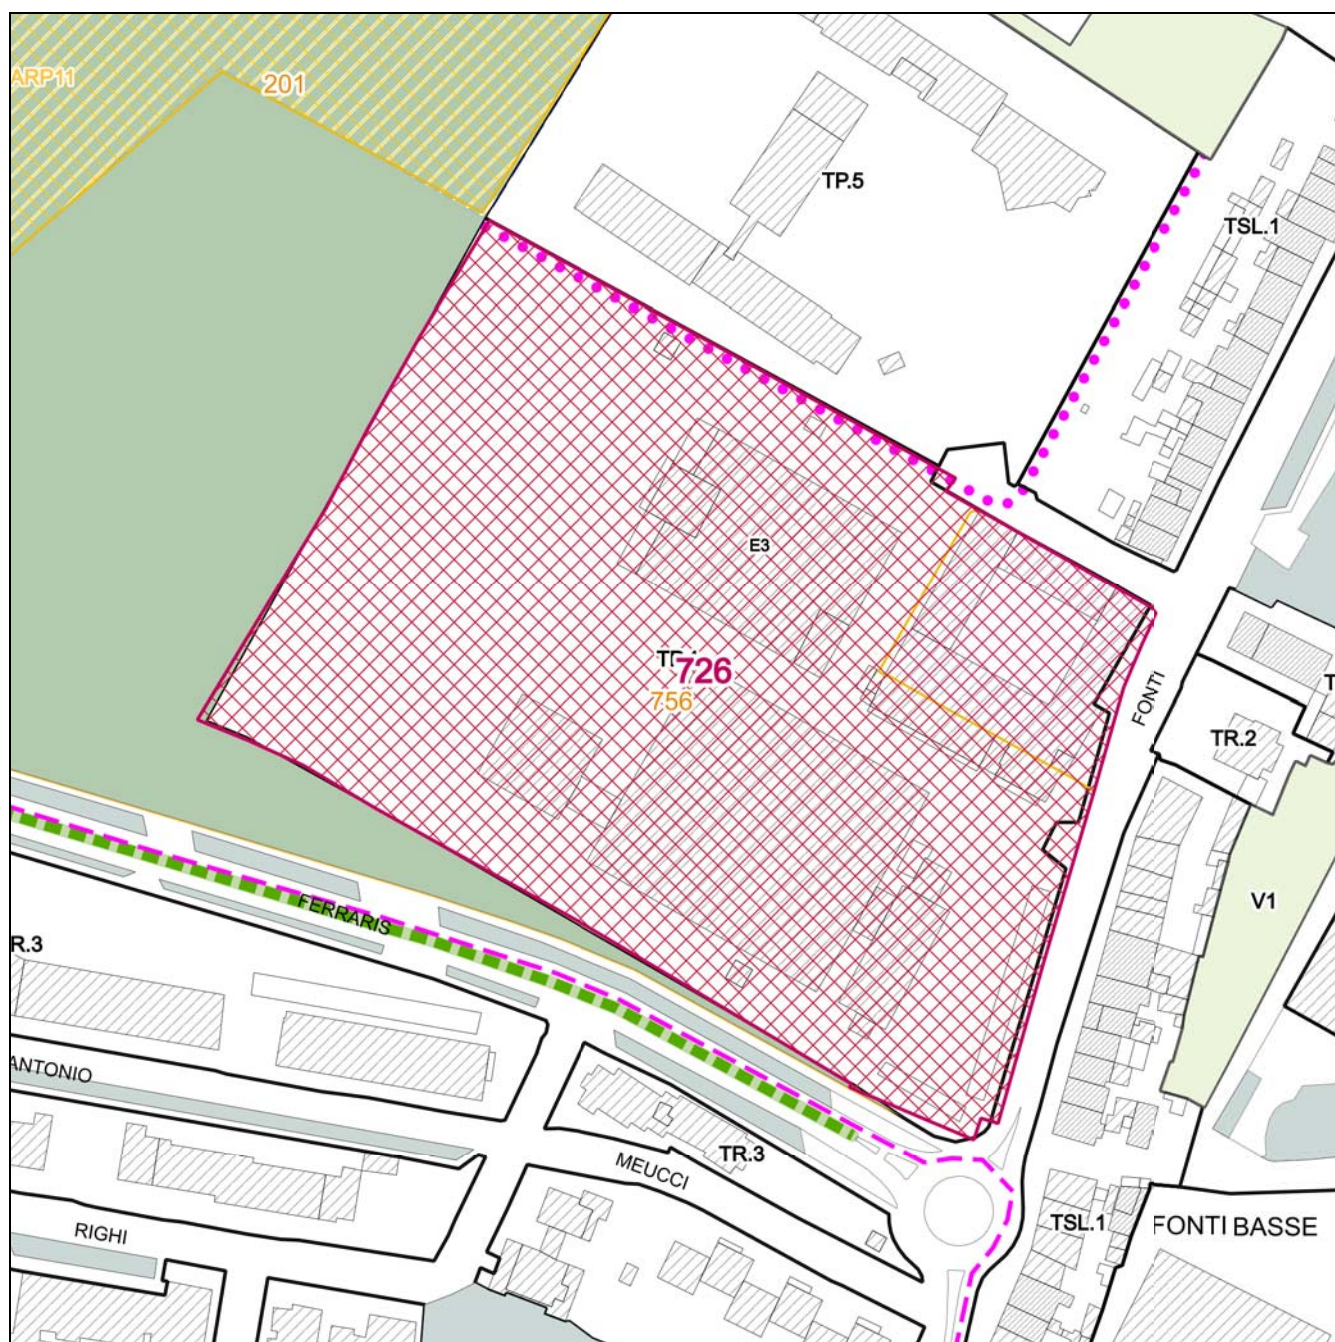 ARP11
201
TP.5
TSL.1
E3
726
756
FONTI
TR.2
V1
FERRARIS
R.3
ANTONIO
TR.3
MEUCCI
RIGHI
TSL.1
FONTI BASSE